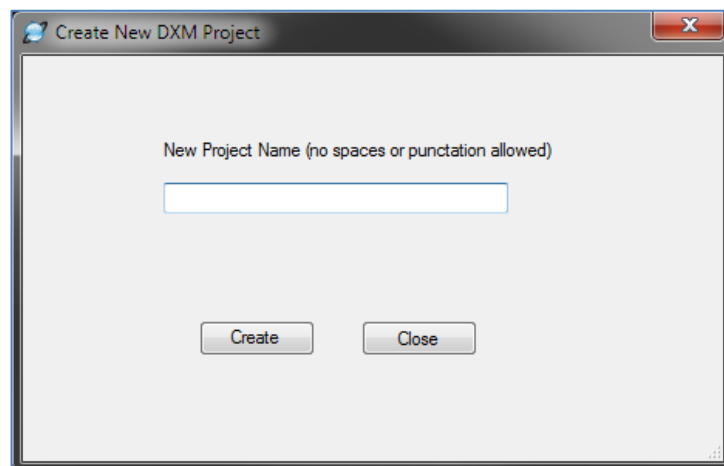 Create New DXM Project
New Project Name (no spaces or punctation allowed)
Create
Close